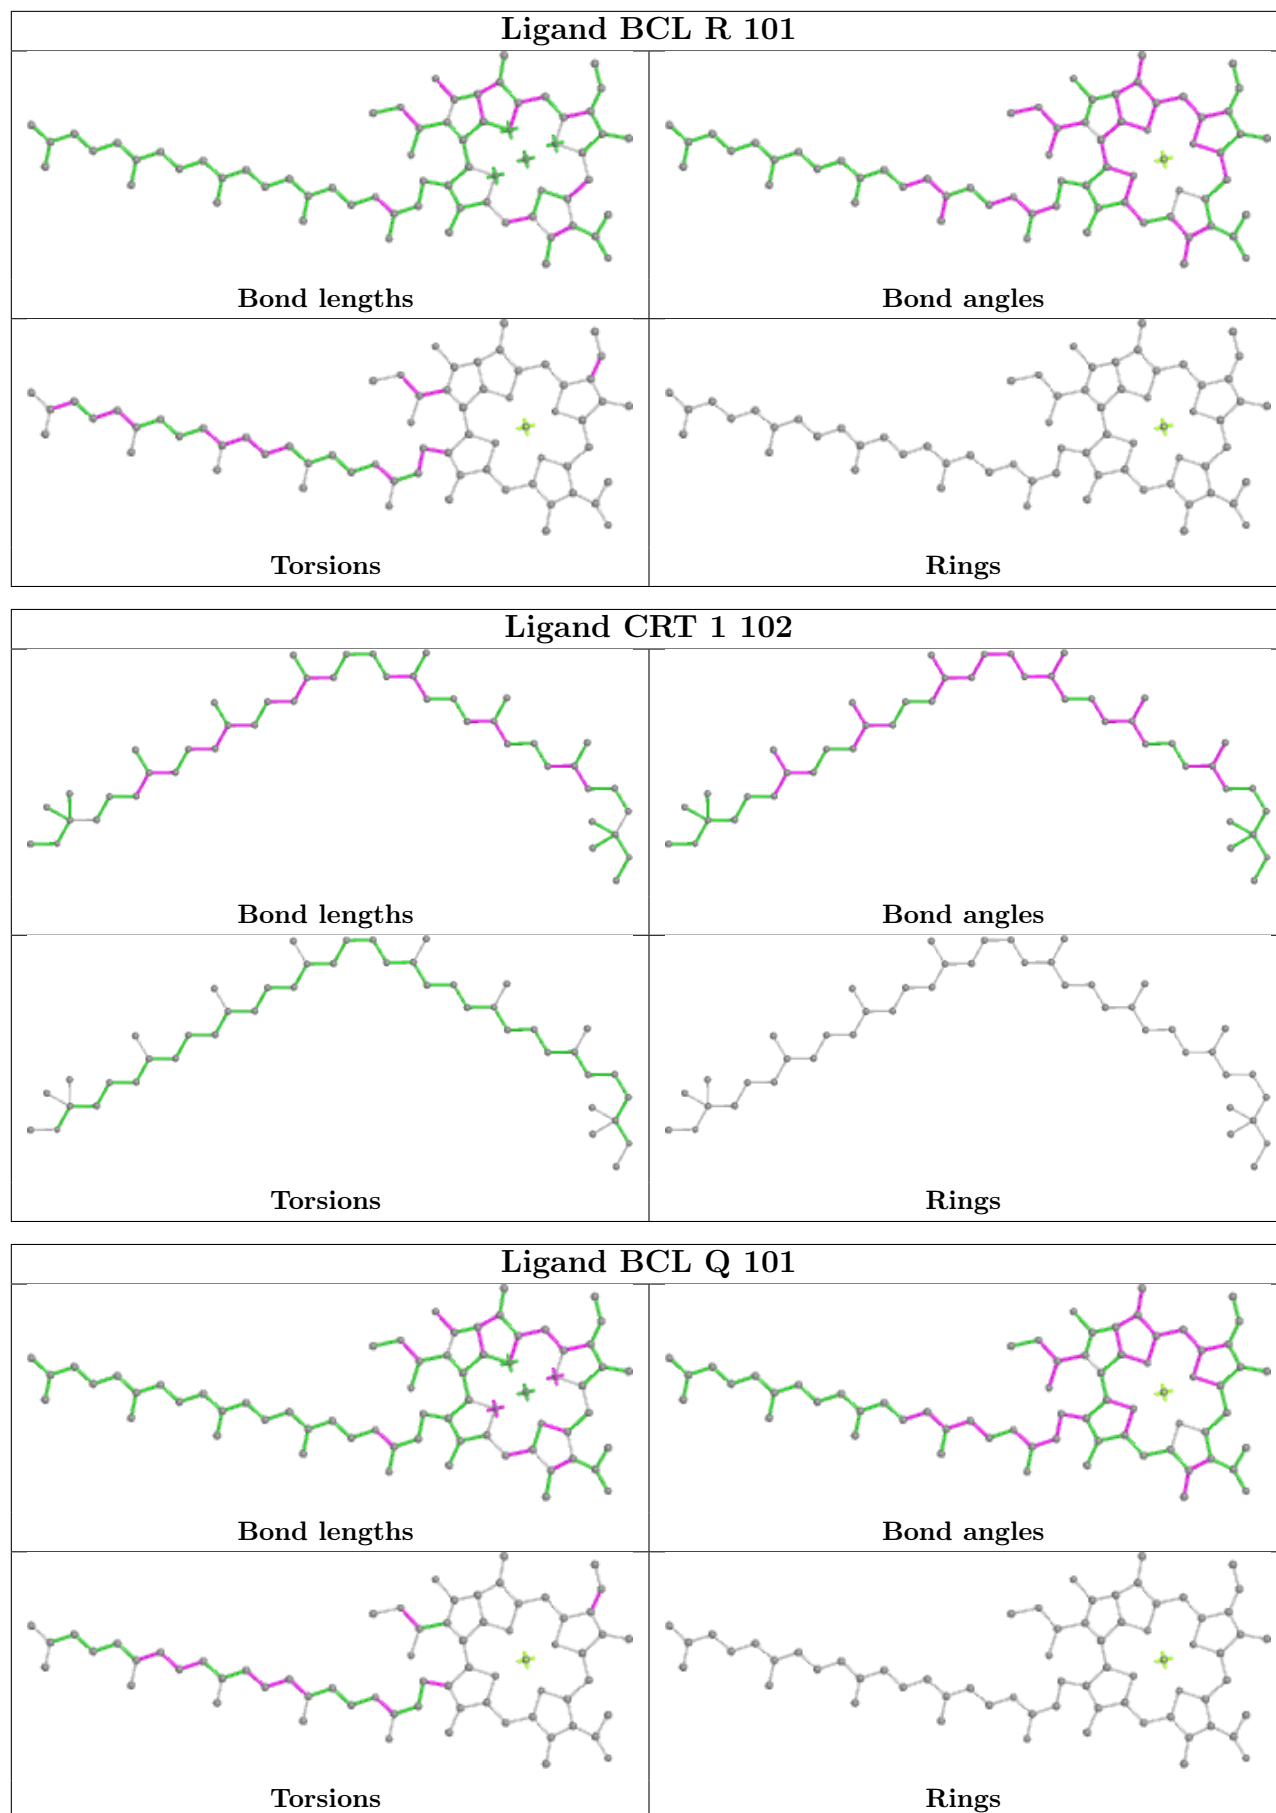 Ligand BCL R 101
Bond lengths
Bond angles
Torsions
Rings
Ligand CRT 1 102
Bond lengths
Bond angles
Torsions
Rings
Ligand BCL Q 101
Bond lengths
Bond angles
Torsions
Rings